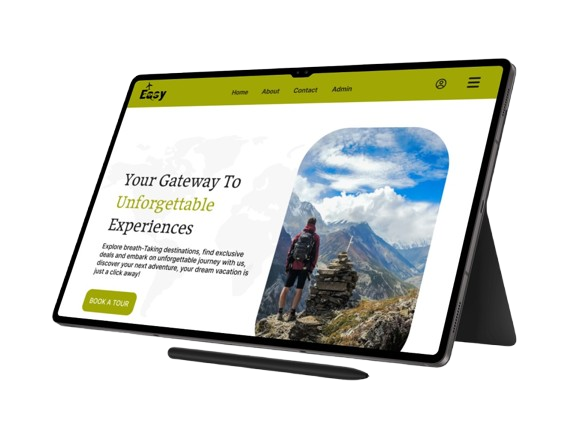 Easy
Home About Contact Admin
Your Gateway To
Unforgettable
Experiences
Explore breath-Taking destinations, find exclusive
deals and embark on unforgettable journey with us,
discover your next adventure, your dream vacation is
just a click away!
BOOK A TOUR